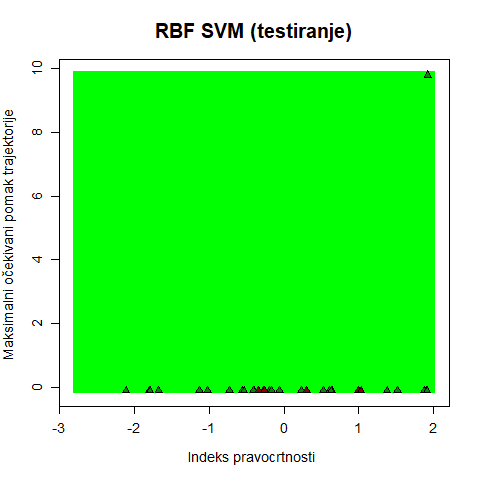 RBF SVM (testiranje)
Maksimalni očekivani pomak trajektorije
10
8
6
4
2
0
-3 -2 -1 0 1 2
Indeks pravocrtnosti